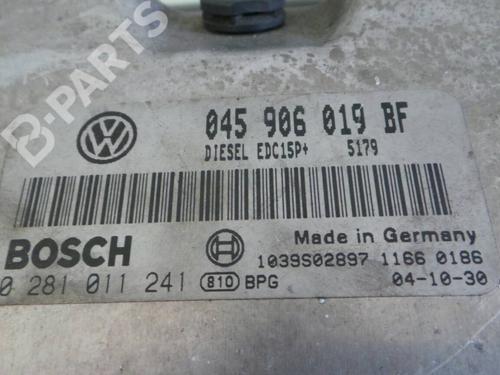 B-PARTS
045 906 019 BF
DIESEL EDC15P+ 5179
BOSCH
Made in Germany
1039S02897 1166 0186
0 281 011 241 810 BPG 04-10-30